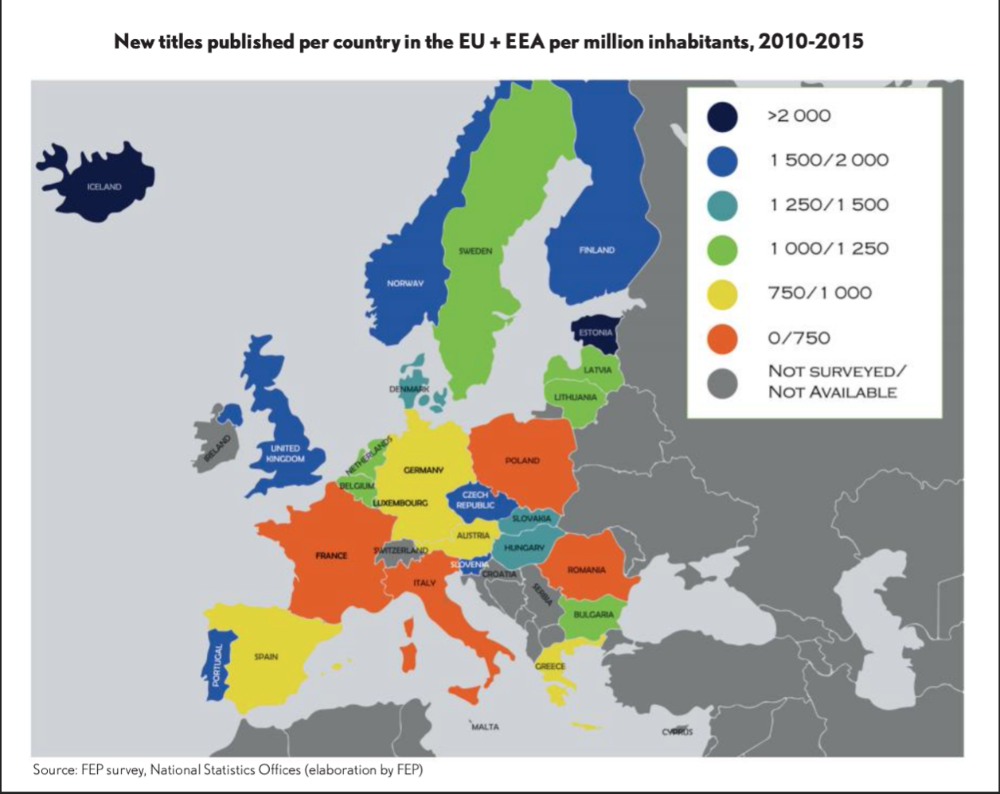 New titles published per country in the EU + EEA per million inhabitants, 2010-2015
>2 000
1 500/2 000
1 250/1 500
1 000/1 250
750/1 000
0/750
Not surveyed/
Not Available
ICELAND
NORWAY
SWEDEN
FINLAND
ESTONIA
LATVIA
LITHUANIA
DENMARK
IRELAND
UNITED
KINGDOM
NETHERLANDS
BELGIUM
LUXEMBOURG
GERMANY
POLAND
CZECH
REPUBLIC
SLOVAKIA
AUSTRIA
HUNGARY
FRANCE
SWITZERLAND
SLOVENIA
CROATIA
ITALY
ROMANIA
SERBIA
BULGARIA
PORTUGAL
SPAIN
GREECE
MALTA
CYPRUS
Source: FEP survey, National Statistics Offices (elaboration by FEP)